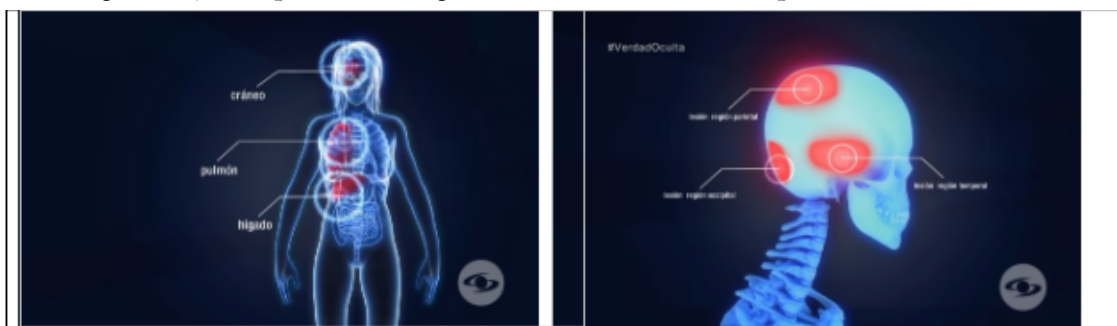 cráneo
pulmón
hígado
#VerdadOculta
lesión región parietal
lesión región occipital
lesión región temporal